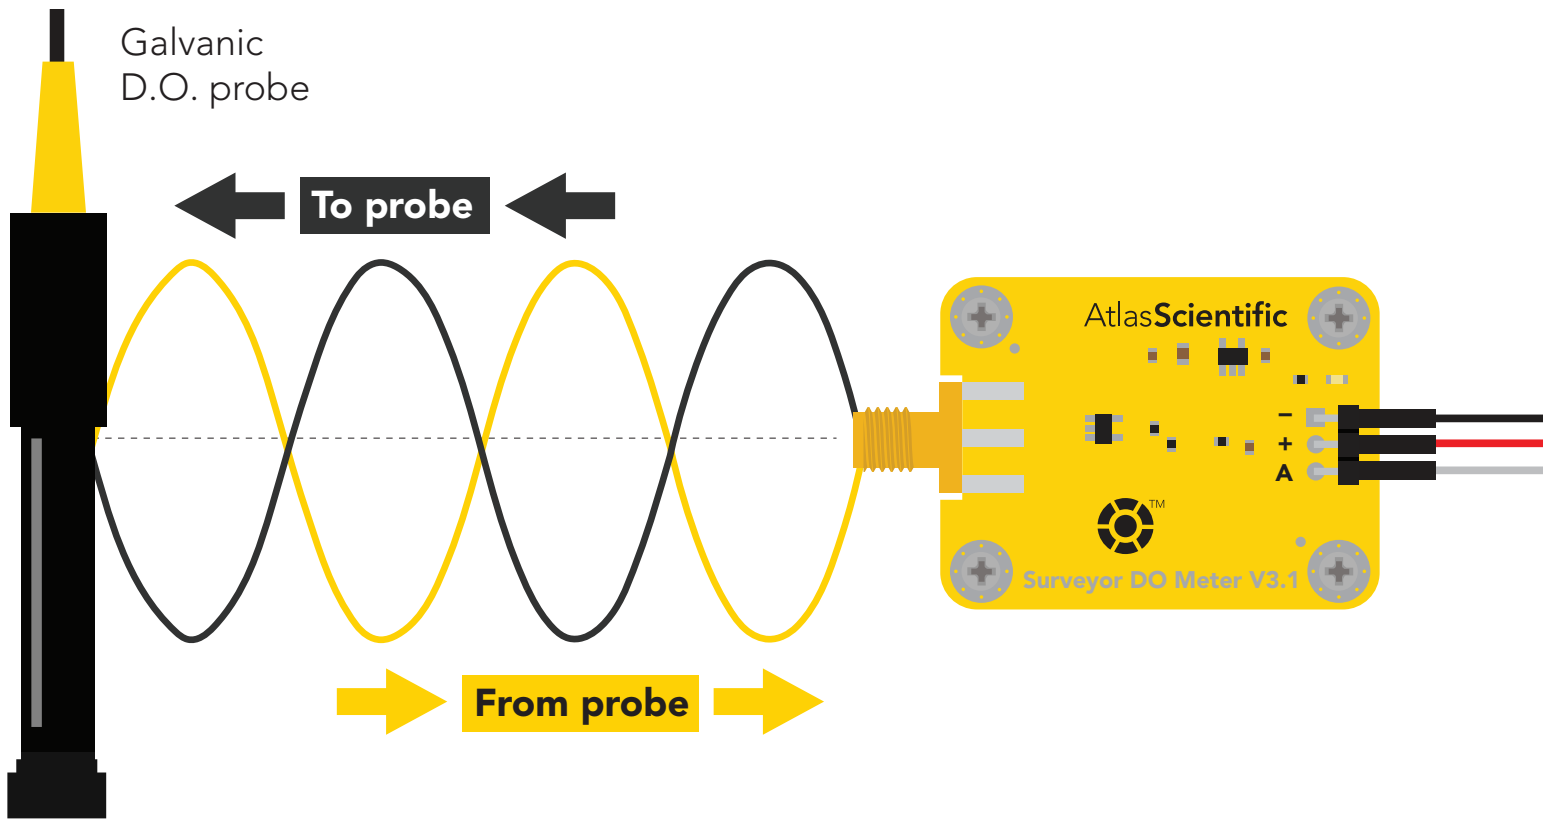 Galvanic
D.O. probe
To probe
AtlasScientific
−
+
A
TM
Surveyor DO Meter V3.1
From probe